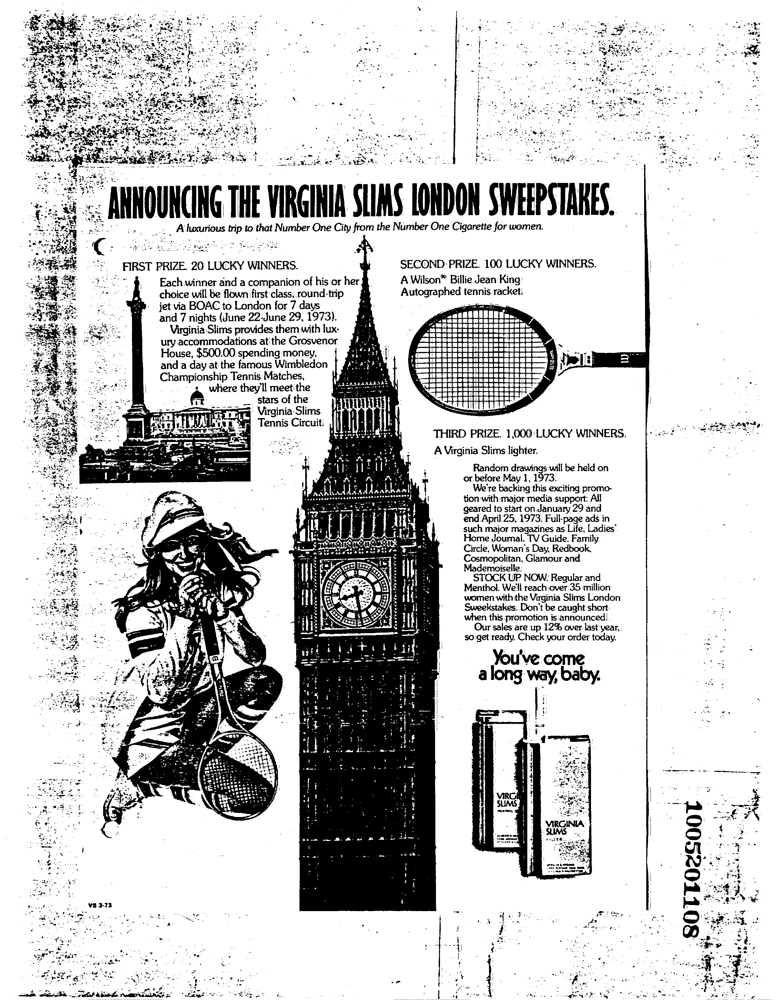 ANNOUNCING THE VIRGINIA SLIMS LONDON SWEEPSTAKES.
A luxurious trip to that Number One City from the Number One Cigarette for women.
FIRST PRIZE. 20 LUCKY WINNERS.
Each winner and a companion of his or her
choice will be flown first class, round-trip
jet via BOAC to London for 7 days
and 7 nights (June 22-June 29, 1973).
Virginia Slims provides them with lux-
ury accommodations at the Grosvenor
House, $500.00 spending money,
and a day at the famous Wimbledon
Championship Tennis Matches,
where they'll meet the
stars of the
Virginia Slims
Tennis Circuit.
SECOND PRIZE. 100 LUCKY WINNERS.
A Wilson® Billie Jean King
Autographed tennis racket.
THIRD PRIZE. 1,000 LUCKY WINNERS.
A Virginia Slims lighter.
Random drawings will be held on
or before May 1, 1973.
We're backing this exciting promo-
tion with major media support: All
geared to start on January 29 and
end April 25, 1973. Full-page ads in
such major magazines as Life, Ladies'
Home Journal, TV Guide, Family
Circle, Woman's Day, Redbook,
Cosmopolitan, Glamour and
Mademoiselle.
STOCK UP NOW. Regular and
Menthol. We'll reach over 35 million
women with the Virginia Slims London
Sweekstakes. Don't be caught short
when this promotion is announced.
Our sales are up 12% over last year,
so get ready. Check your order today.
You've come
a long way, baby.
VIRGI
SLIMS
VIRGINIA
SLIMS
VS 3-73
1005201108